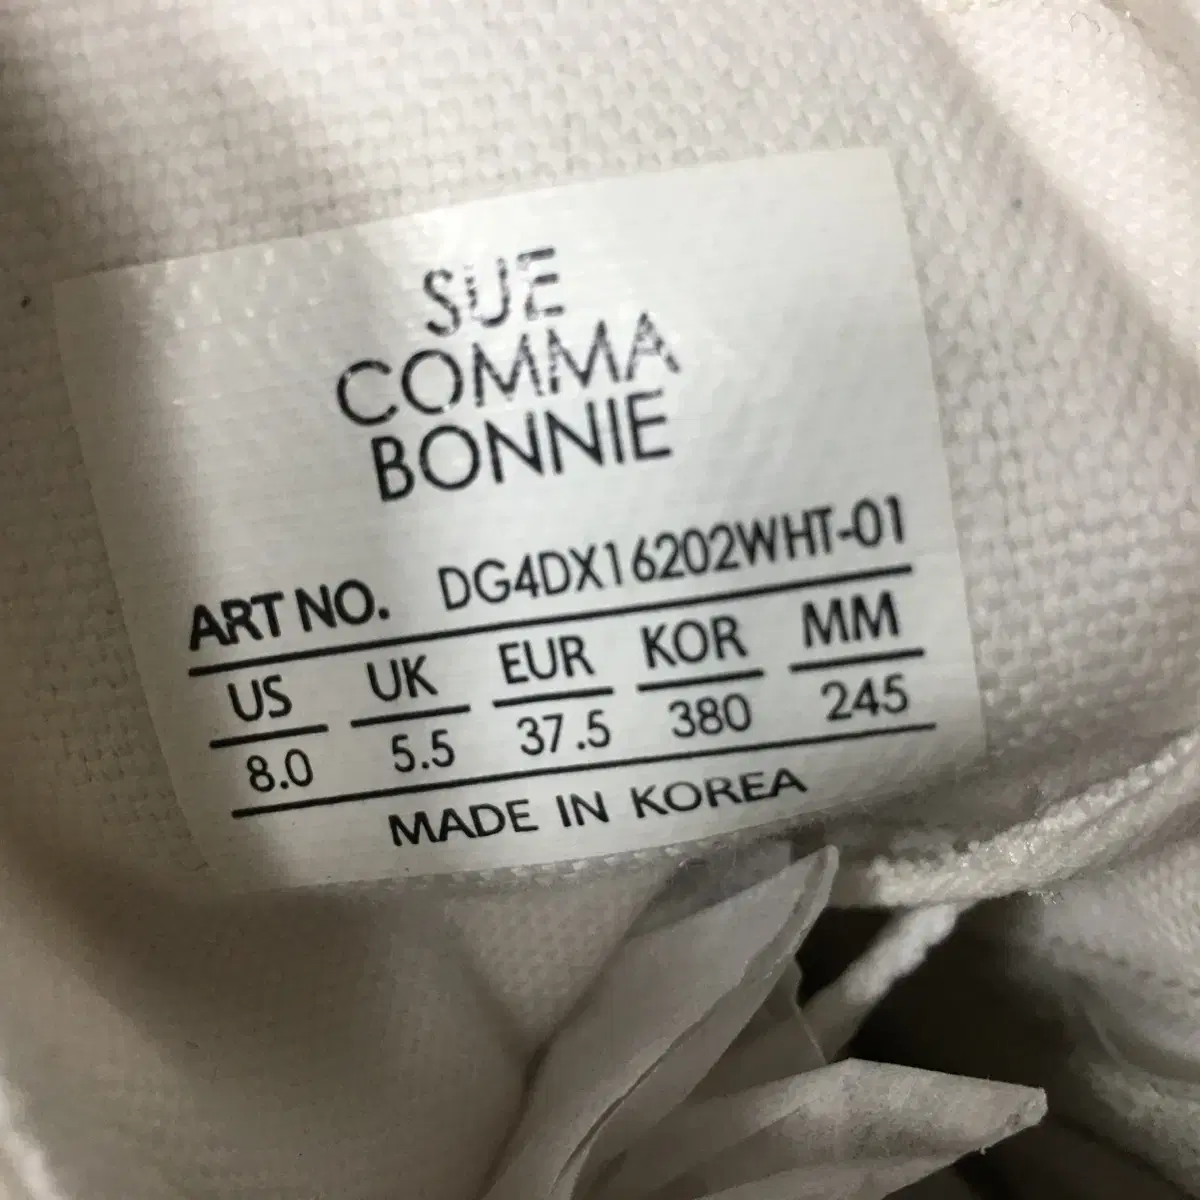 SUE
COMMA
BONNIE
ART NO. DG4DX16202WHT-01
US UK EUR KOR MM
8.0 5.5 37.5 380 245
MADE IN KOREA